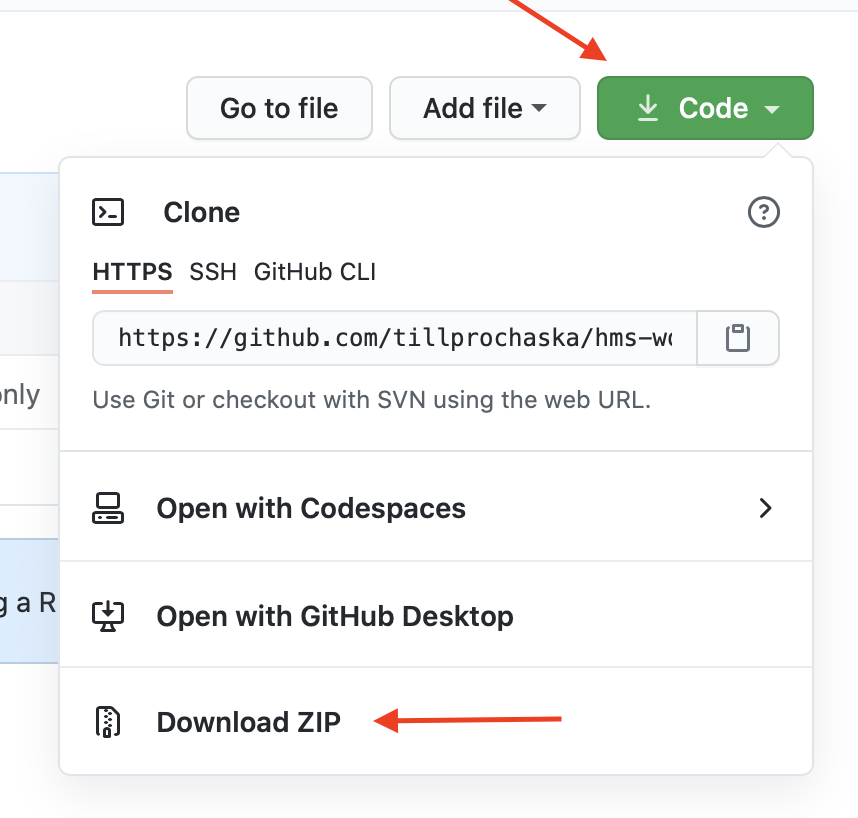 Go to file
Add file
Code
Clone
HTTPS SSH GitHub CLI
https://github.com/tillprochaska/hms-
Use Git or checkout with SVN using the web URL.
only
Open with Codespaces
g a R
Open with GitHub Desktop
Download ZIP